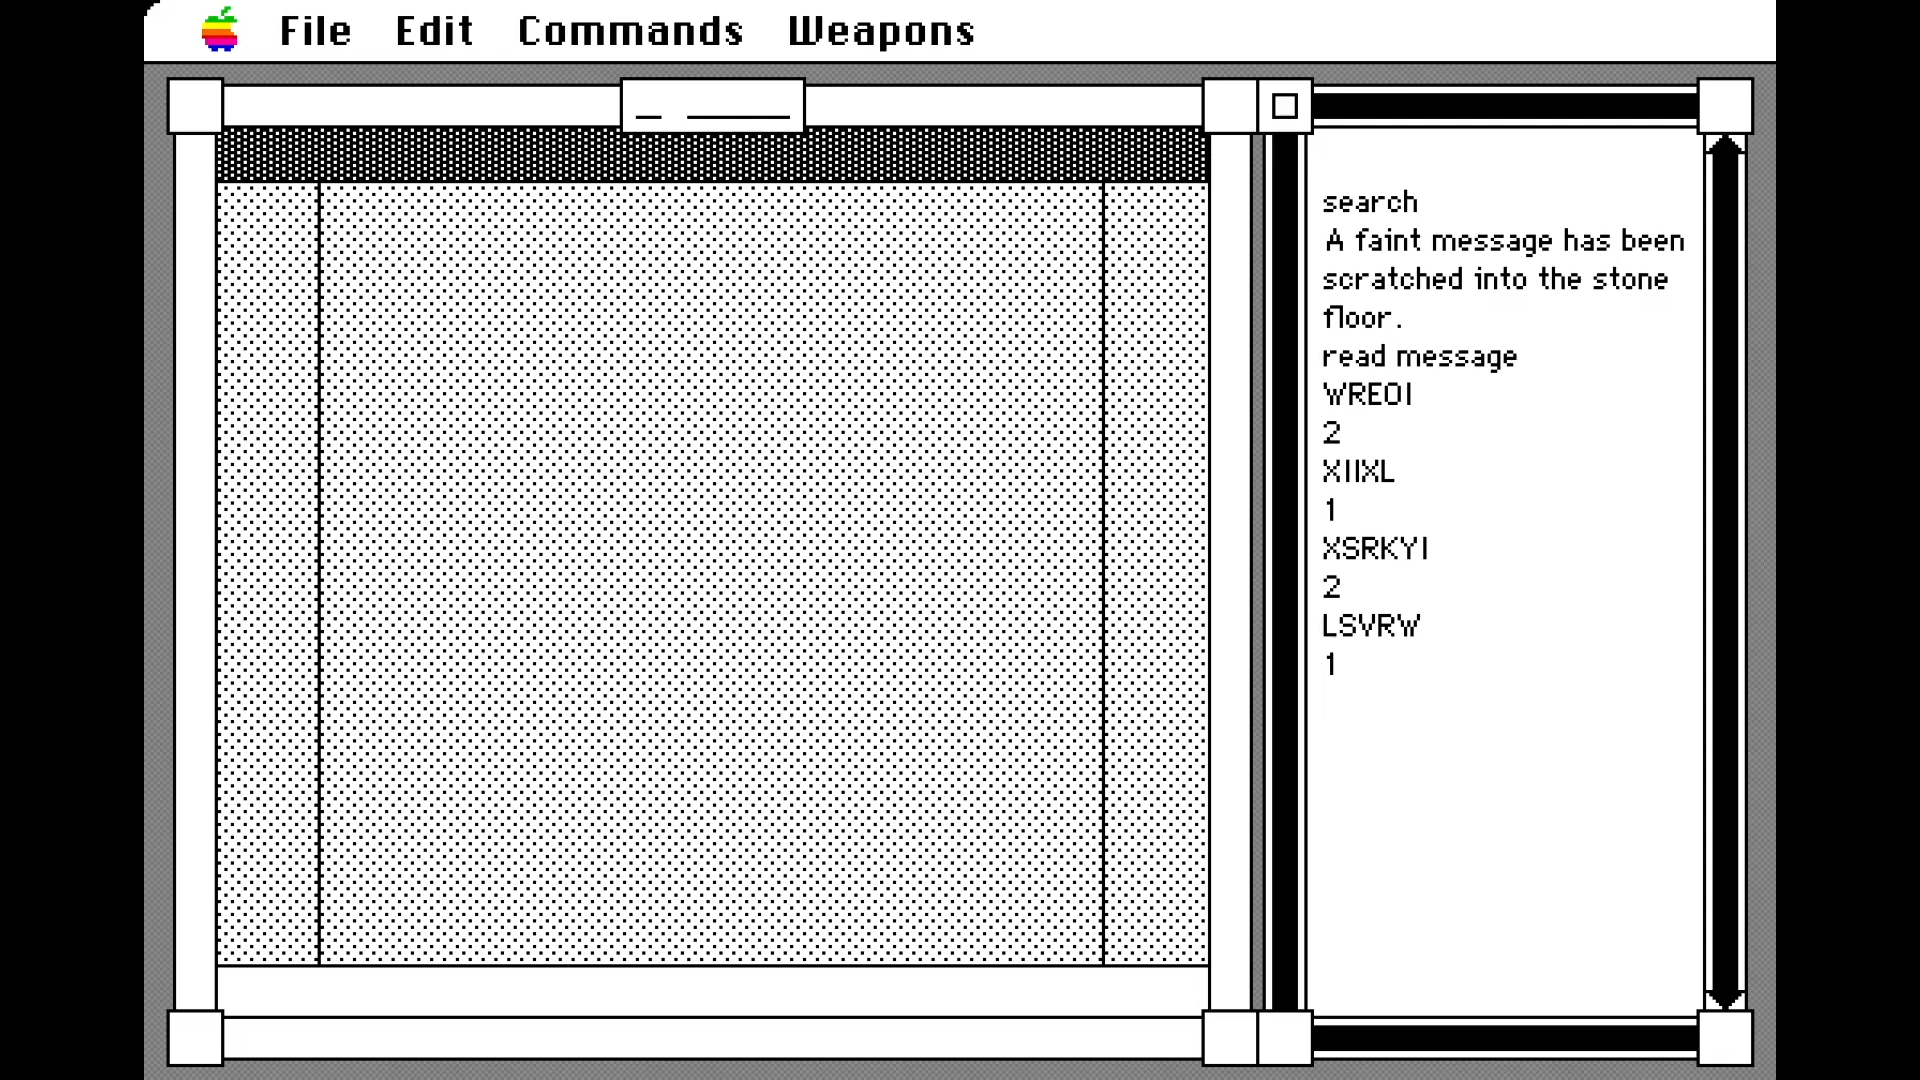 File Edit Commands Weapons
search
A faint message has been
scratched into the stone
floor.
read message
WREOI
2
XIIXL
1
XSRKYI
2
LSVRW
1